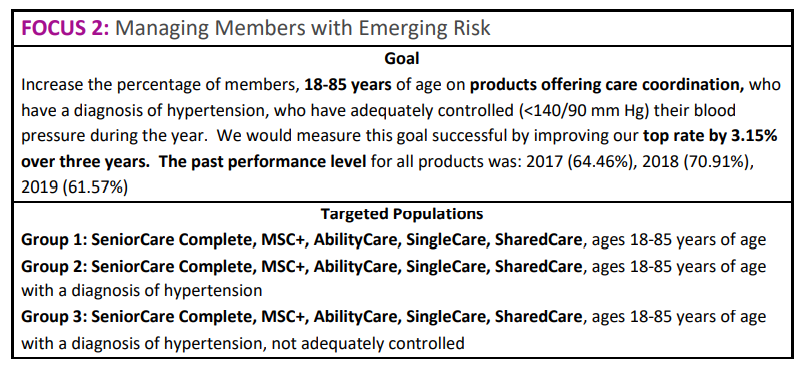 FOCUS 2: Managing Members with Emerging Risk
Goal
Increase the percentage of members, 18-85 years of age on products offering care coordination, who
have a diagnosis of hypertension, who have adequately controlled (<140/90 mm Hg) their blood
pressure during the year.  We would measure this goal successful by improving our top rate by 3.15%
over three years.  The past performance level for all products was: 2017 (64.46%), 2018 (70.91%),
2019 (61.57%)
Targeted Populations
Group 1: SeniorCare Complete, MSC+, AbilityCare, SingleCare, SharedCare, ages 18-85 years of age
Group 2: SeniorCare Complete, MSC+, AbilityCare, SingleCare, SharedCare, ages 18-85 years of age
with a diagnosis of hypertension
Group 3: SeniorCare Complete, MSC+, AbilityCare, SingleCare, SharedCare, ages 18-85 years of age
with a diagnosis of hypertension, not adequately controlled